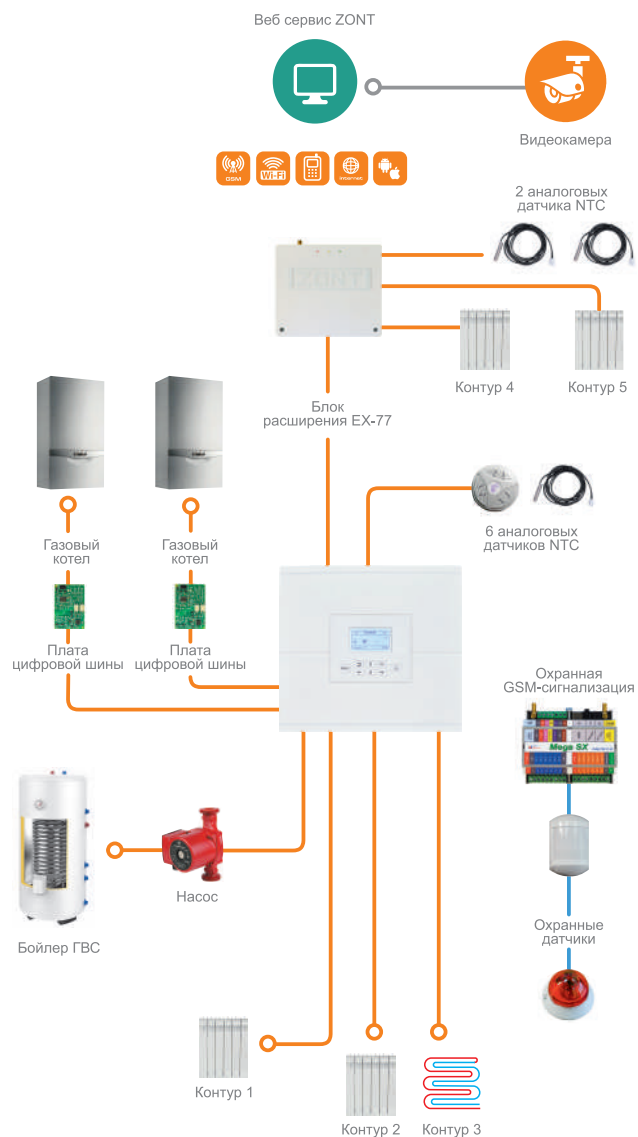 Веб сервис ZONT
Видеокамера
GSM
Wi-Fi
Internet
2 аналоговых
датчика NTC
ZONT
Контур 4
Контур 5
Блок
расширения EX-77
6 аналоговых
датчиков NTC
Газовый
котел
Газовый
котел
Плата
цифровой шины
Плата
цифровой шины
Охранная
GSM-сигнализация
Mega SX
Насос
Бойлер ГВС
Охранные
датчики
Контур 1
Контур 2
Контур 3